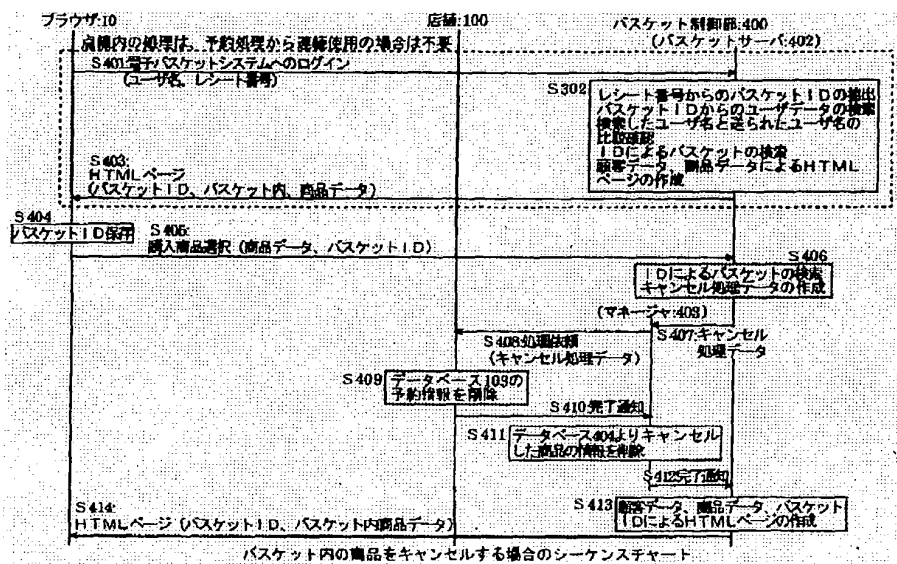 ブラウザ:10
店舗:100
バスケット制御部:400
(バスケットサーバ:402)
点線内の処理は、予約処理から連続使用の場合は不要
S401:電子バスケットシステムへのログイン
(ユーザ名、レシート番号)
S302
レシート番号からのバスケットIDの抽出
バスケットIDからのユーザデータの検索
検索したユーザ名と送られたユーザ名の
比較確認
IDによるバスケットの検索
顧客データ、商品データによるHTML
ページの作成
S403:
HTMLページ
(バスケットID、バスケット内、商品データ)
S404
バスケットID保存
S405:
購入商品選択(商品データ、バスケットID)
S406
IDによるバスケットの検索
キャンセル処理データの作成
(マネージャ:403)
S407:キャンセル
処理データ
S408:処理依頼
(キャンセル処理データ)
S409
データベース103の
予約情報を削除
S410:完了通知
S411
データベース404よりキャンセル
した商品の情報を削除
S412:完了通知
S413
顧客データ、商品データ、バスケット
IDによるHTMLページの作成
S414:
HTMLページ(バスケットID、バスケット内商品データ)
バスケット内の商品をキャンセルする場合のシーケンスチャート